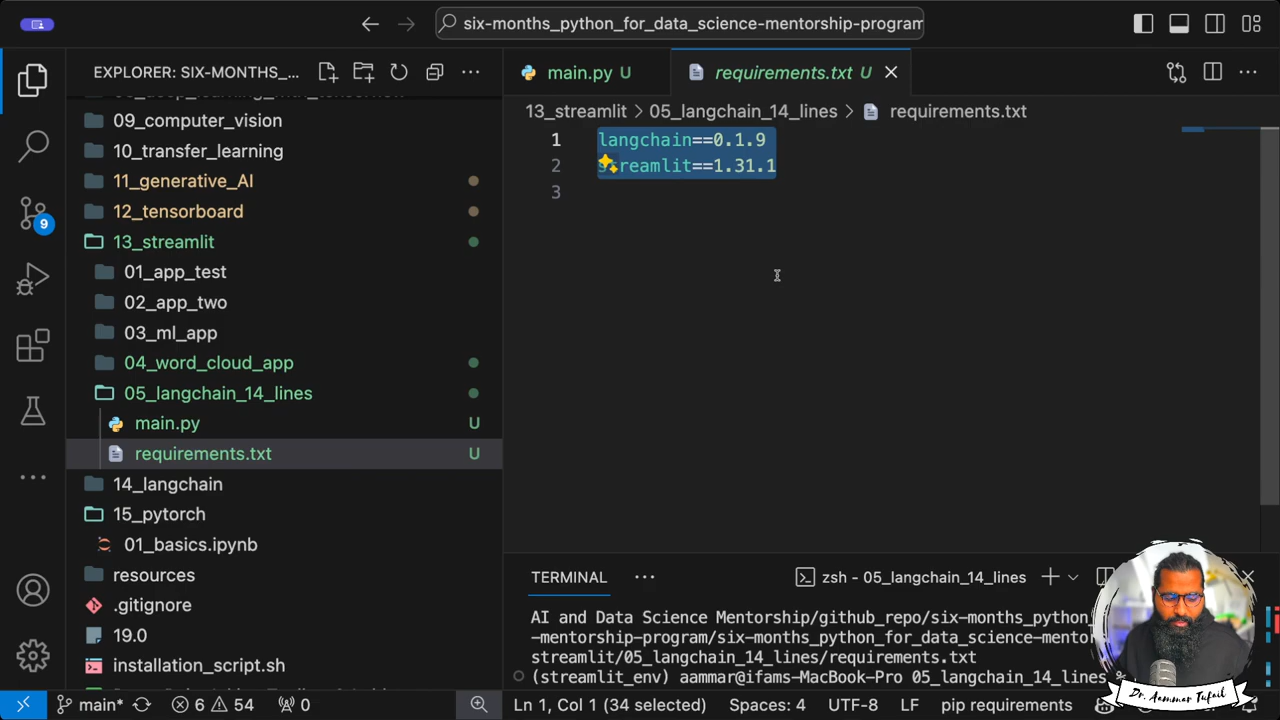 six-months_python_for_data_science-mentorship-program
EXPLORER: SIX-MONTHS_...
main.py U
requirements.txt U
13_streamlit > 05_langchain_14_lines > requirements.txt
09_computer_vision
10_transfer_learning
11_generative_AI
12_tensorboard
13_streamlit
01_app_test
02_app_two
03_ml_app
04_word_cloud_app
05_langchain_14_lines
main.py U
requirements.txt U
14_langchain
15_pytorch
01_basics.ipynb
resources
.gitignore
19.0
installation_script.sh
9
1 langchain==0.1.9
2 streamlit==1.31.1
3
TERMINAL
zsh - 05_langchain_14_lines
AI and Data Science Mentorship/github_repo/six-months_python_
-mentorship-program/six-months_python_for_data_science-mento
streamlit/05_langchain_14_lines/requirements.txt
(streamlit_env) aammar@ifams-MacBook-Pro 05_langchain_14_lines
Dr. Aammar Tufail
main* 6 54 0
Ln 1, Col 1 (34 selected) Spaces: 4 UTF-8 LF pip requirements